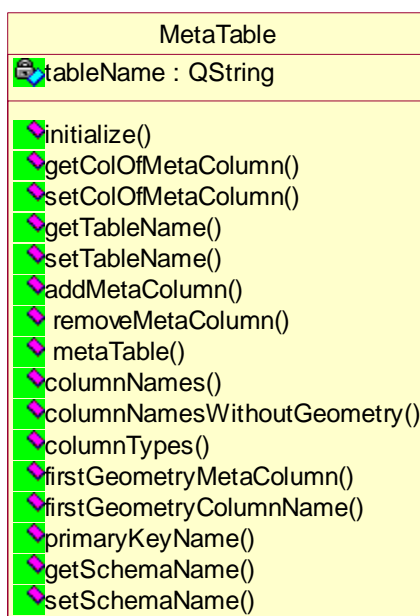 MetaTable
tableName : QString
initialize()
getColOfMetaColumn()
setColOfMetaColumn()
getTableName()
setTableName()
addMetaColumn()
removeMetaColumn()
metaTable()
columnNames()
columnNamesWithoutGeometry()
columnTypes()
firstGeometryMetaColumn()
firstGeometryColumnName()
primaryKeyName()
getSchemaName()
setSchemaName()